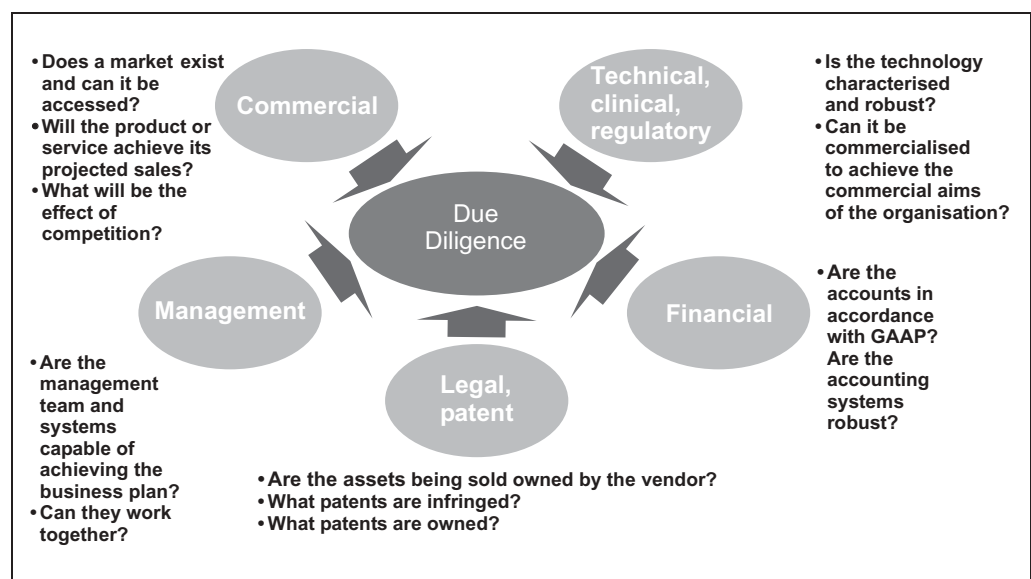 • Does a market exist
and can it be
accessed?
• Will the product or
service achieve its
projected sales?
• What will be the
effect of
competition?
Commercial
Technical,
clinical,
regulatory
• Is the technology
characterised
and robust?
• Can it be
commercialised
to achieve the
commercial aims
of the organisation?
Due
Diligence
Management
• Are the
management
team and
systems
capable of
achieving the
business plan?
• Can they work
together?
Legal,
patent
• Are the assets being sold owned by the vendor?
• What patents are infringed?
• What patents are owned?
Financial
• Are the
accounts in
accordance
with GAAP?
Are the
accounting
systems
robust?